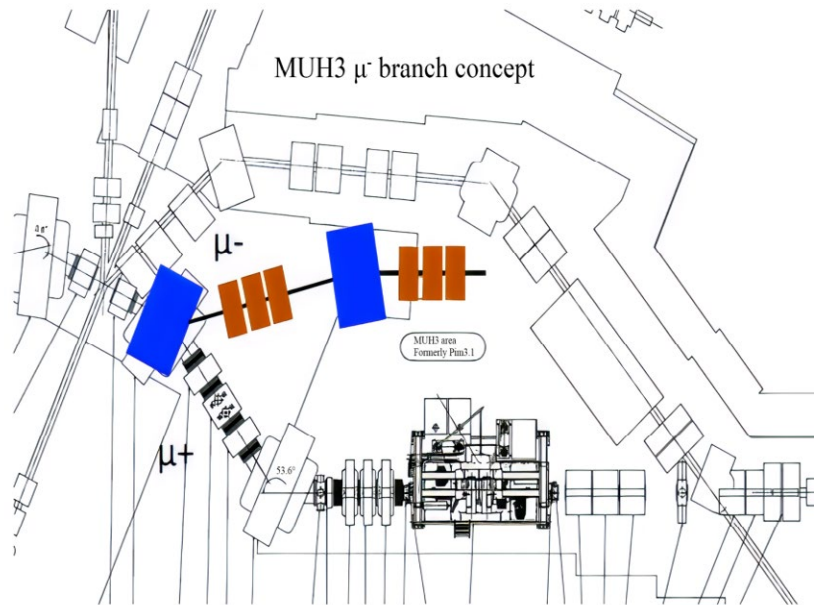 MUH3 μ- branch concept
μ-
MUH3 area
Formerly Pim3.1
μ+
53.6°